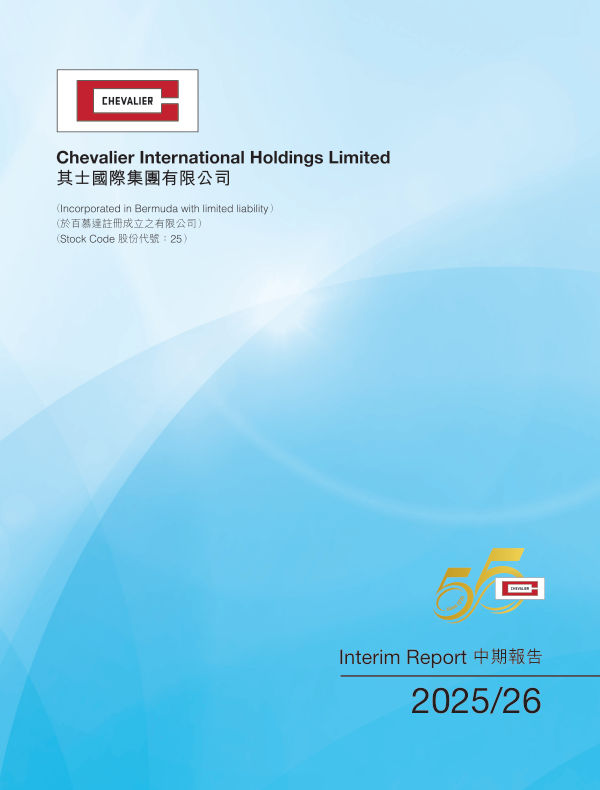 CHEVALIER
Chevalier International Holdings Limited
其士國際集團有限公司
(Incorporated in Bermuda with limited liability)
(於百慕達註冊成立之有限公司)
(Stock Code 股份代號：25)
55
CHEVALIER
Interim Report 中期報告
2025/26